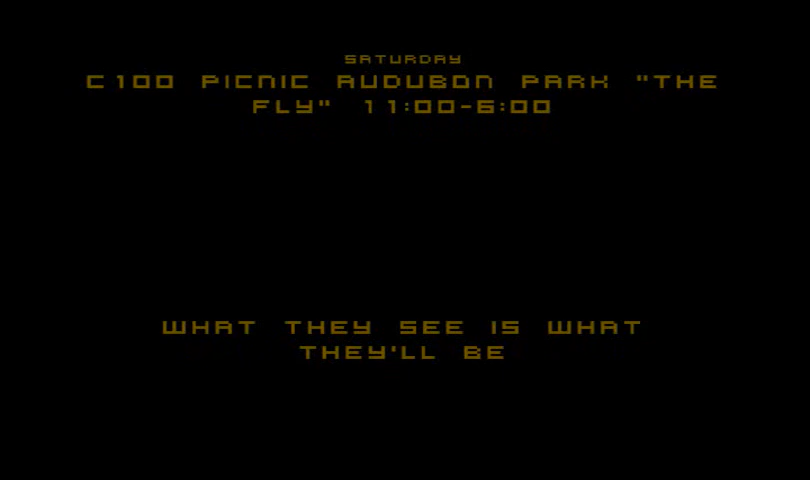 SATURDAY
C100 PICNIC AUDUBON PARK "THE
FLY" 11:00-6:00
WHAT THEY SEE IS WHAT
THEY'LL BE